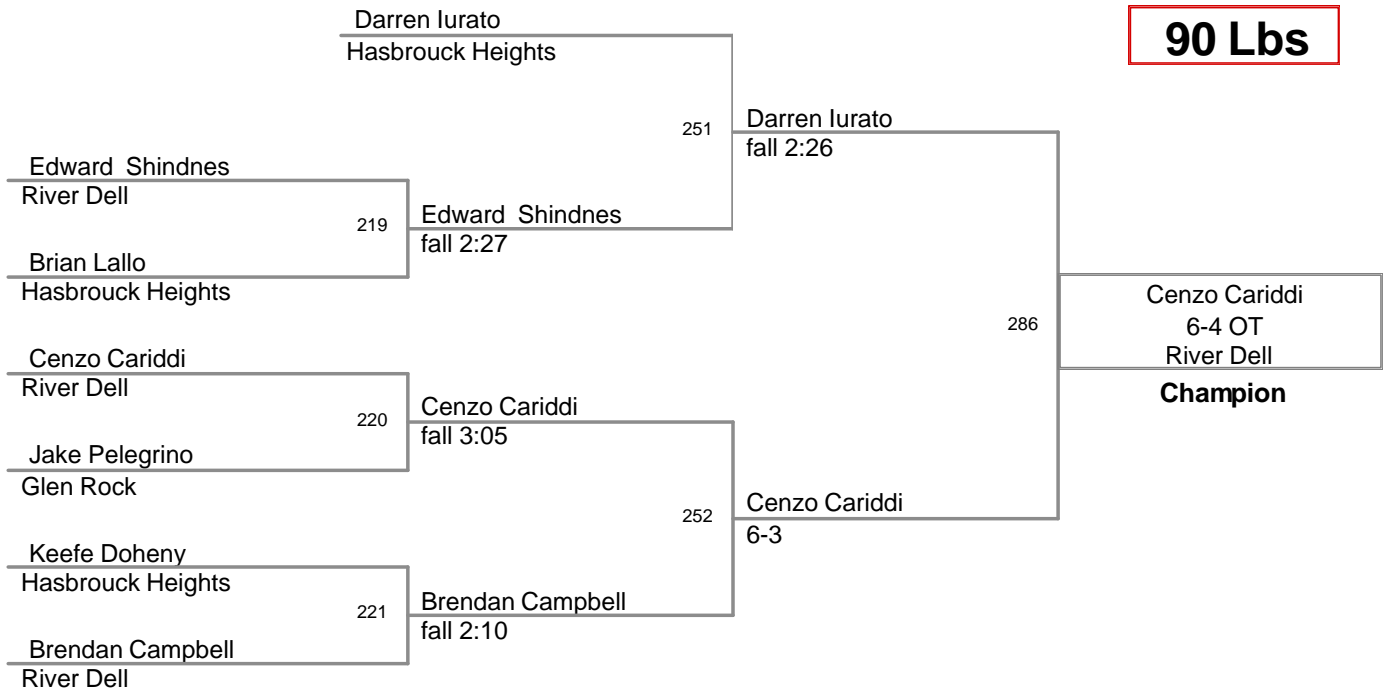 Darren Iurato
Hasbrouck Heights
90 Lbs
251
Darren Iurato
fall 2:26
Edward  Shindnes
River Dell
219
Edward  Shindnes
fall 2:27
Brian Lallo
Hasbrouck Heights
286
Cenzo Cariddi
6-4 OT
River Dell
Champion
Cenzo Cariddi
River Dell
220
Cenzo Cariddi
fall 3:05
Jake Pelegrino
Glen Rock
252
Cenzo Cariddi
6-3
Keefe Doheny
Hasbrouck Heights
221
Brendan Campbell
fall 2:10
Brendan Campbell
River Dell